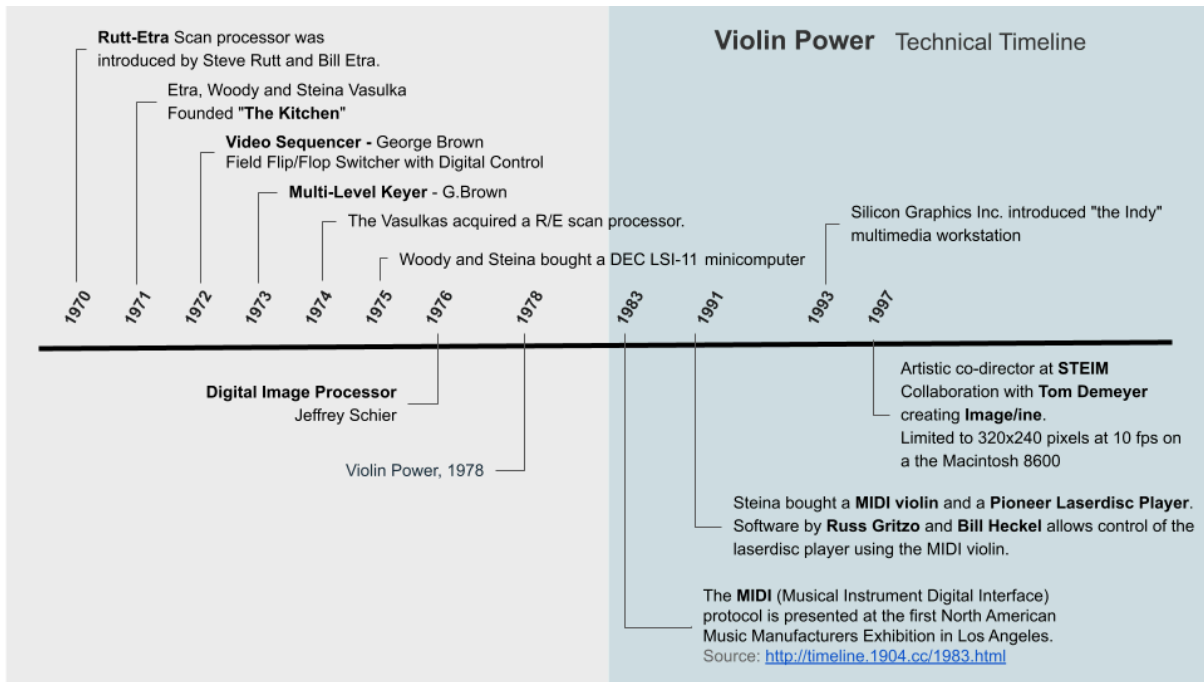 Violin Power Technical Timeline
Rutt-Etra Scan processor was
introduced by Steve Rutt and Bill Etra.
Etra, Woody and Steina Vasulka
Founded "The Kitchen"
Video Sequencer - George Brown
Field Flip/Flop Switcher with Digital Control
Multi-Level Keyer - G.Brown
The Vasulkas acquired a R/E scan processor.
Woody and Steina bought a DEC LSI-11 minicomputer
Silicon Graphics Inc. introduced "the Indy"
multimedia workstation
1970
1971
1972
1973
1974
1975
1976
1978
1983
1991
1993
1997
Digital Image Processor
Jeffrey Schier
Violin Power, 1978
Artistic co-director at STEIM
Collaboration with Tom Demeyer
creating Image/ine.
Limited to 320x240 pixels at 10 fps on
a the Macintosh 8600
Steina bought a MIDI violin and a Pioneer Laserdisc Player.
Software by Russ Gritzo and Bill Heckel allows control of the
laserdisc player using the MIDI violin.
The MIDI (Musical Instrument Digital Interface)
protocol is presented at the first North American
Music Manufacturers Exhibition in Los Angeles.
Source: http://timeline.1904.cc/1983.html